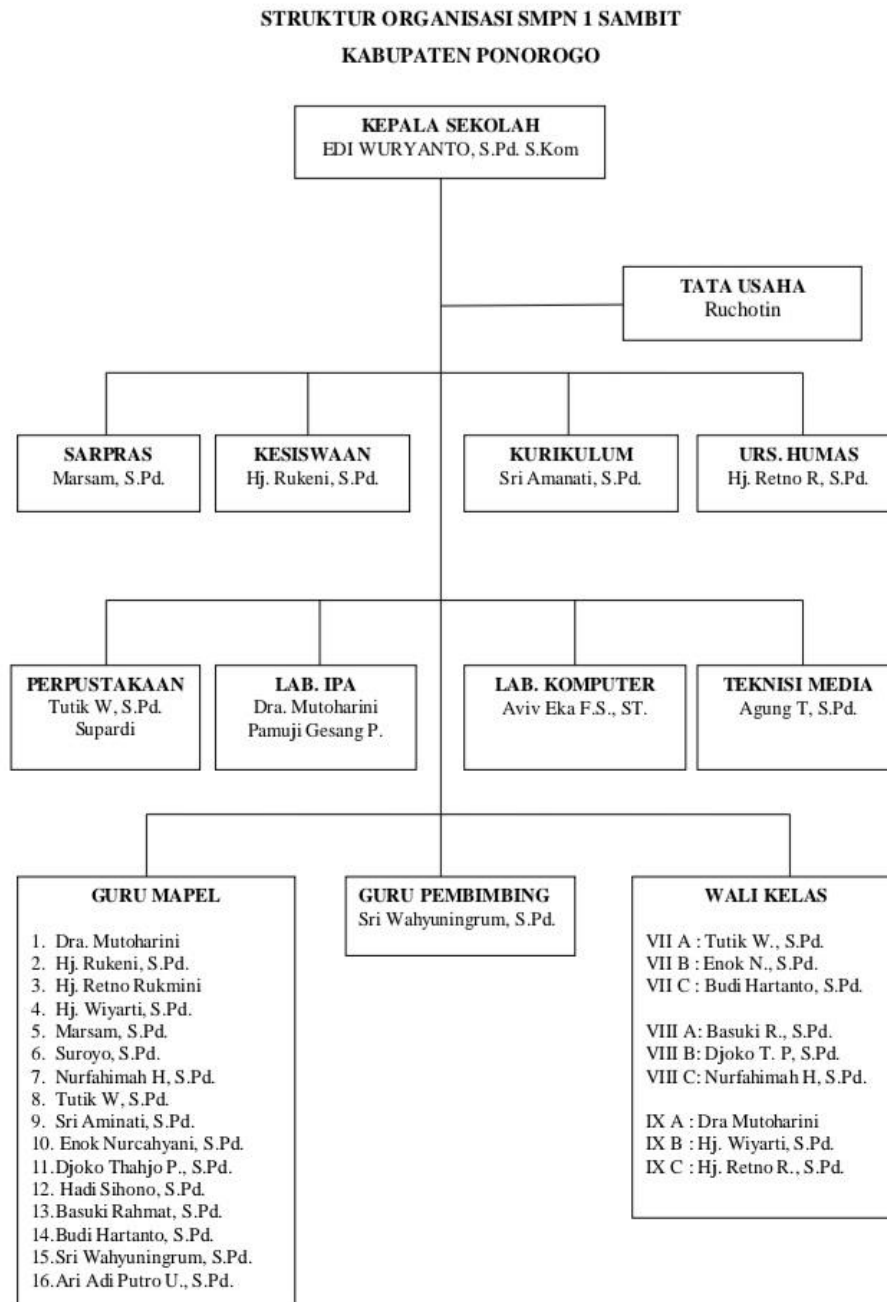 STRUKTUR ORGANISASI SMPN 1 SAMBIT
KABUPATEN PONOROGO
KEPALA SEKOLAH
EDI WURYANTO, S.Pd. S.Kom
TATA USAHA
Ruchotin
SARPRAS
Marsam, S.Pd.
KESISWAAN
Hj. Rukeni, S.Pd.
KURIKULUM
Sri Amanati, S.Pd.
URS. HUMAS
Hj. Retno R, S.Pd.
PERPUSTAKAAN
Tutik W, S.Pd.
Supardi
LAB. IPA
Dra. Mutoharini
Pamuji Gesang P.
LAB. KOMPUTER
Aviv Eka F.S., ST.
TEKNISI MEDIA
Agung T, S.Pd.
GURU MAPEL
1. Dra. Mutoharini
2. Hj. Rukeni, S.Pd.
3. Hj. Retno Rukmini
4. Hj. Wiyarti, S.Pd.
5. Marsam, S.Pd.
6. Suroyo, S.Pd.
7. Nurfahimah H, S.Pd.
8. Tutik W, S.Pd.
9. Sri Aminati, S.Pd.
10. Enok Nurcahyani, S.Pd.
11.Djoko Thahjo P., S.Pd.
12. Hadi Sihono, S.Pd.
13.Basuki Rahmat, S.Pd.
14.Budi Hartanto, S.Pd.
15.Sri Wahyuningrum, S.Pd.
16.Ari Adi Putro U., S.Pd.
GURU PEMBIMBING
Sri Wahyuningrum, S.Pd.
WALI KELAS
VII A : Tutik W., S.Pd.
VII B : Enok N., S.Pd.
VII C : Budi Hartanto, S.Pd.
VIII A: Basuki R., S.Pd.
VIII B: Djoko T. P, S.Pd.
VIII C: Nurfahimah H, S.Pd.
IX A : Dra Mutoharini
IX B : Hj. Wiyarti, S.Pd.
IX C : Hj. Retno R., S.Pd.